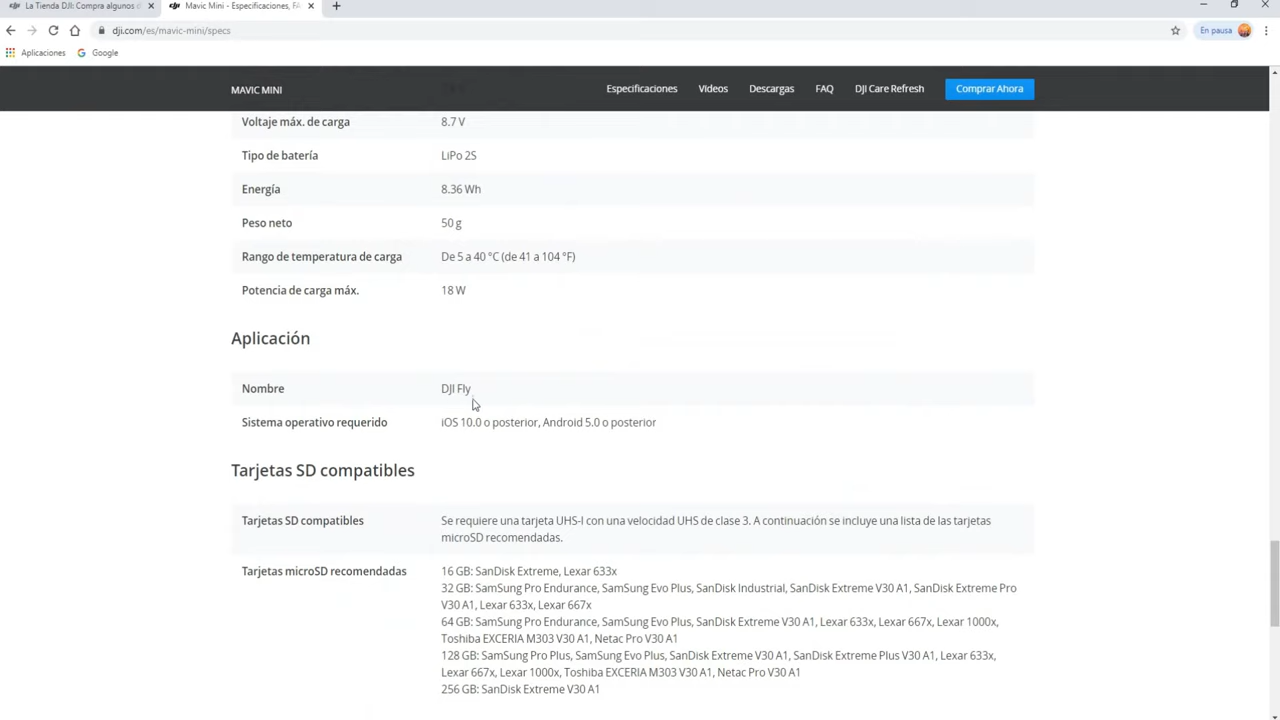 La Tienda DJI: Compra algunos d
Mavic Mini - Especificaciones, FA
dji.com/es/mavic-mini/specs
En pausa
Aplicaciones
Google
MAVIC MINI
Especificaciones
Videos
Descargas
FAQ
DJI Care Refresh
Comprar Ahora
Voltaje máx. de carga 8.7 V
Tipo de batería LiPo 2S
Energía 8.36 Wh
Peso neto 50 g
Rango de temperatura de carga De 5 a 40 °C (de 41 a 104 °F)
Potencia de carga máx. 18 W
Aplicación
Nombre DJI Fly
Sistema operativo requerido iOS 10.0 o posterior, Android 5.0 o posterior
Tarjetas SD compatibles
Tarjetas SD compatibles Se requiere una tarjeta UHS-I con una velocidad UHS de clase 3. A continuación se incluye una lista de las tarjetas
microSD recomendadas.
Tarjetas microSD recomendadas 16 GB: SanDisk Extreme, Lexar 633x
32 GB: SamSung Pro Endurance, SamSung Evo Plus, SanDisk Industrial, SanDisk Extreme V30 A1, SanDisk Extreme Pro
V30 A1, Lexar 633x, Lexar 667x
64 GB: SamSung Pro Endurance, SamSung Evo Plus, SanDisk Extreme V30 A1, Lexar 633x, Lexar 667x, Lexar 1000x,
Toshiba EXCERIA M303 V30 A1, Netac Pro V30 A1
128 GB: SamSung Pro Plus, SamSung Evo Plus, SanDisk Extreme V30 A1, SanDisk Extreme Plus V30 A1, Lexar 633x,
Lexar 667x, Lexar 1000x, Toshiba EXCERIA M303 V30 A1, Netac Pro V30 A1
256 GB: SanDisk Extreme V30 A1